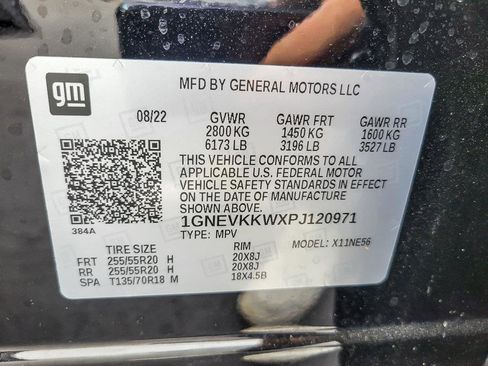 gm
MFD BY GENERAL MOTORS LLC
08/22 GVWR GAWR FRT GAWR RR
2800 KG 1450 KG 1600 KG
6173 LB 3196 LB 3527 LB
THIS VEHICLE CONFORMS TO ALL
APPLICABLE U.S. FEDERAL MOTOR
VEHICLE SAFETY STANDARDS IN EFFECT
ON THE DATE OF MANUFACTURE
SHOWN ABOVE.
384A
1GNEVKKWXPJ120971
TYPE: MPV MODEL: X11NE56
TIRE SIZE RIM
FRT 255/55R20 H 20X8J
RR 255/55R20 H 20X8J
SPA T135/70R18 M 18X4.5B